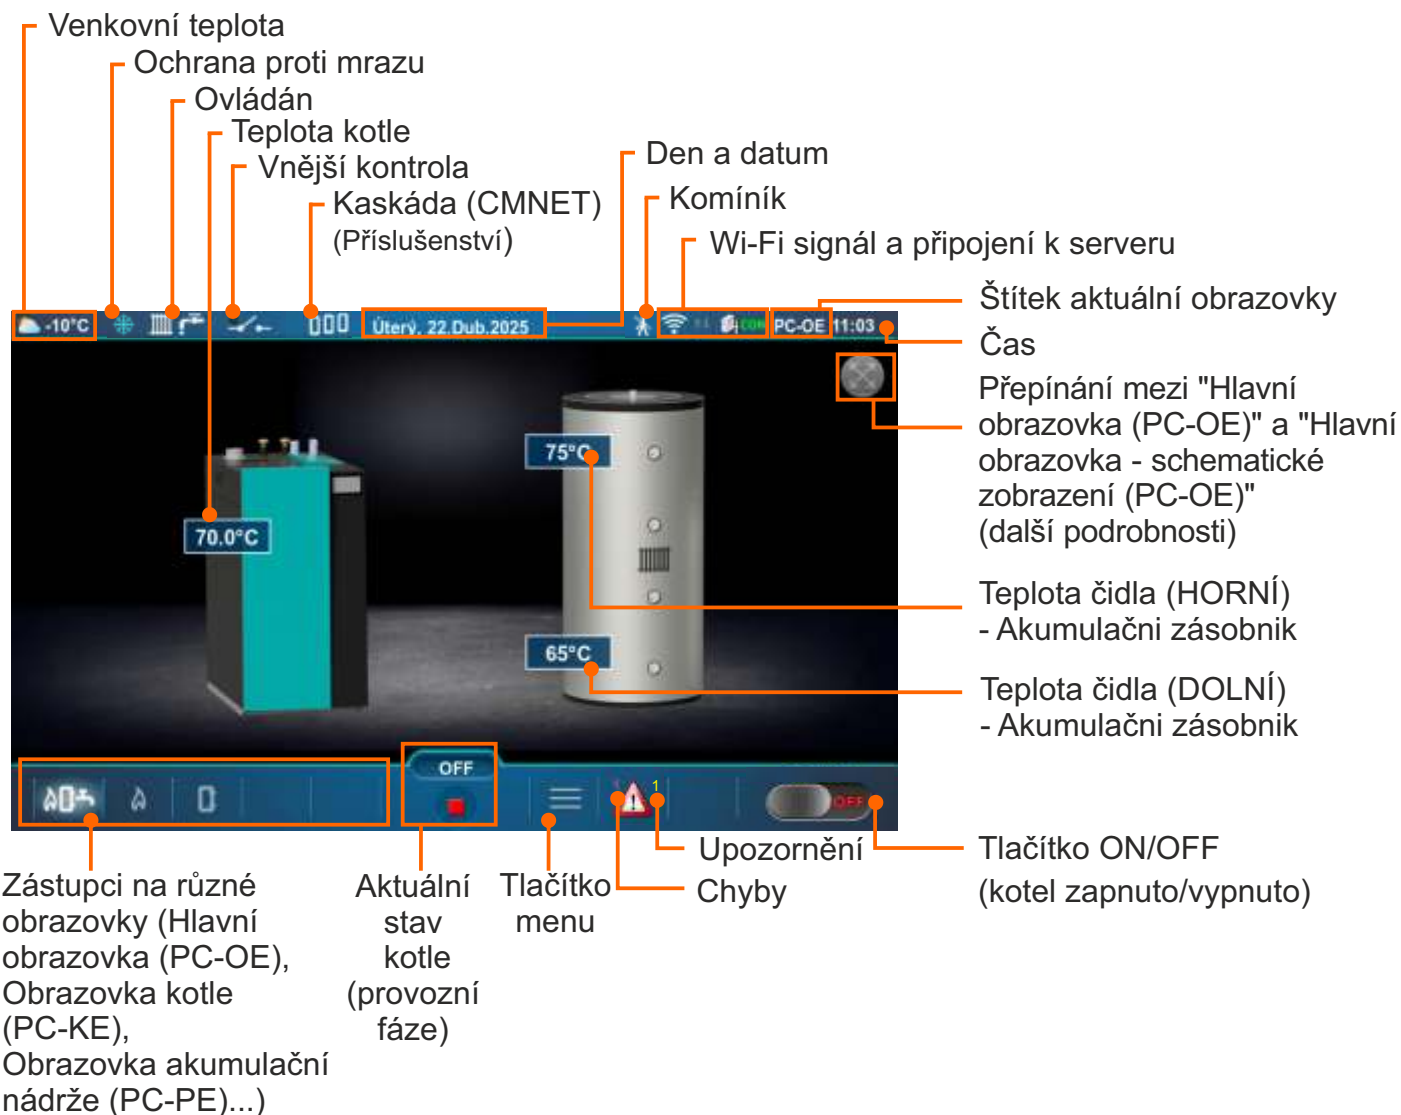 Venkovní teplota
Ochrana proti mrazu
Ovládán
Teplota kotle
Vnější kontrola
Kaskáda (CMNET)
(Příslušenství)
Den a datum
Komíník
Wi-Fi signál a připojení k serveru
Štítek aktuální obrazovky
Čas
Přepínání mezi "Hlavní
obrazovka (PC-OE)" a "Hlavní
obrazovka - schematické
zobrazení (PC-OE)"
(další podrobnosti)
-10°C
Útery, 22.Dub.2025
CON
PC-OE 11:03
75°C
70.0°C
65°C
Teplota čidla (HORNÍ)
- Akumulačni zásobnik
Teplota čidla (DOLNÍ)
- Akumulačni zásobnik
OFF
1
OFF
Upozornění
Chyby
Tlačítko ON/OFF
(kotel zapnuto/vypnuto)
Zástupci na různé
obrazovky (Hlavní
obrazovka (PC-OE),
Obrazovka kotle
(PC-KE),
Obrazovka akumulační
nádrže (PC-PE)...)
Aktuální
stav
kotle
(provozní
fáze)
Tlačítko
menu